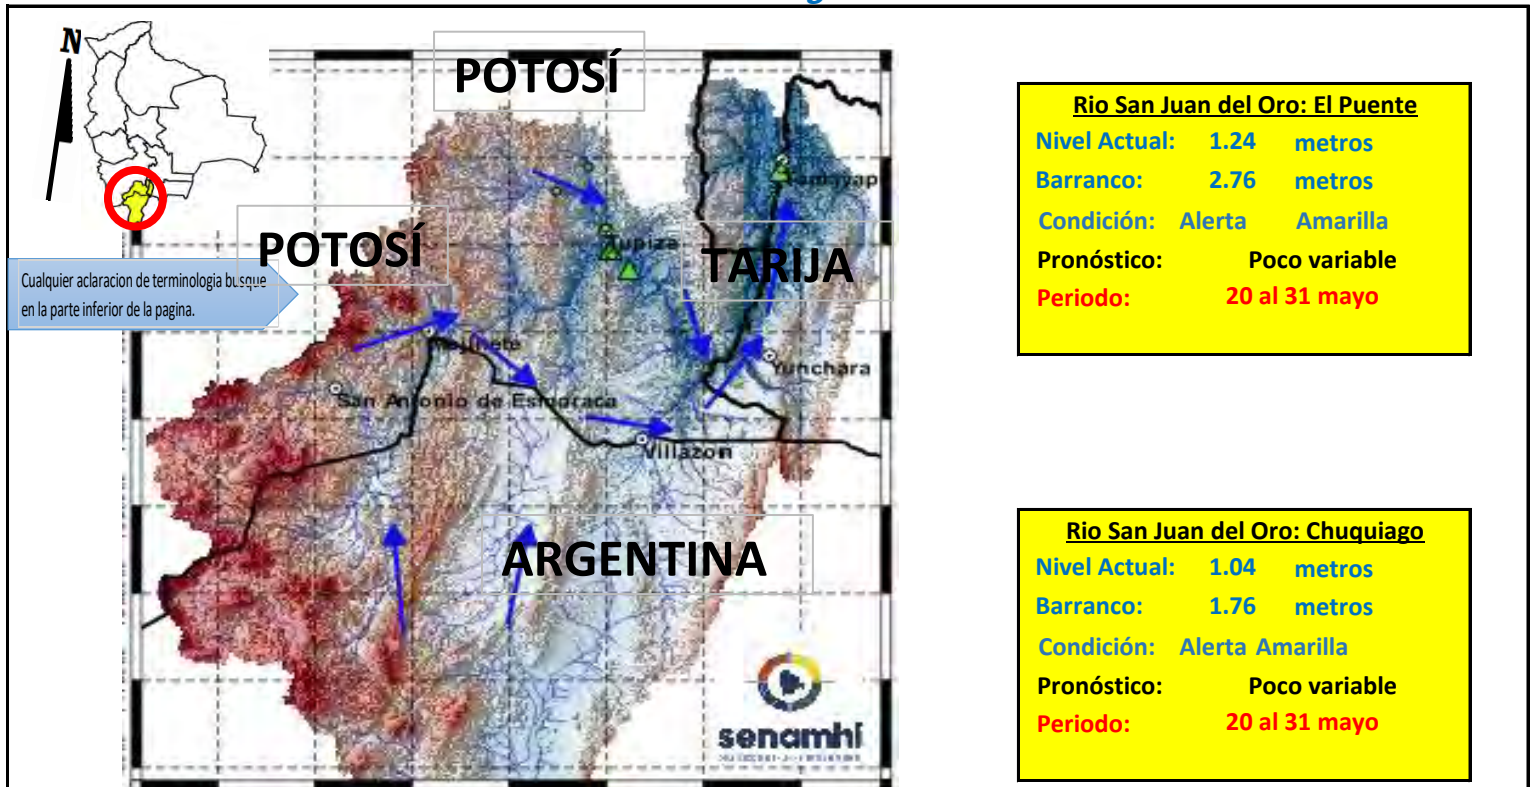 N
POTOSÍ
POTOSÍ
TARIJA
ARGENTINA
Cualquier aclaracion de terminologia busque
en la parte inferior de la pagina.
Tupiza
San Antonio de Esmoraca
Villazon
Yunchara
senamhi
Rio San Juan del Oro: El Puente
Nivel Actual: 1.24 metros
Barranco: 2.76 metros
Condición: Alerta Amarilla
Pronóstico: Poco variable
Periodo: 20 al 31 mayo
Rio San Juan del Oro: Chuquiago
Nivel Actual: 1.04 metros
Barranco: 1.76 metros
Condición: Alerta Amarilla
Pronóstico: Poco variable
Periodo: 20 al 31 mayo